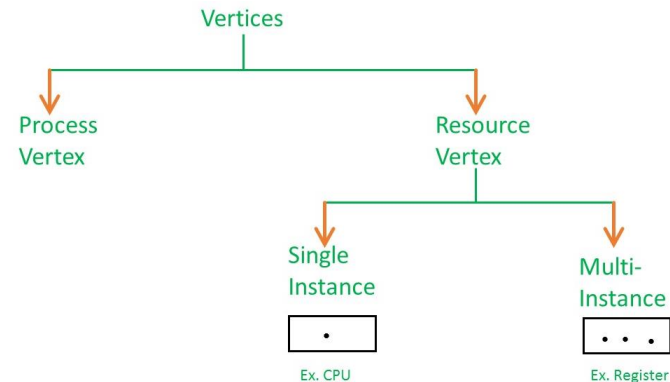 Vertices
Process
Vertex
Resource
Vertex
Single
Instance
Multi-
Instance
Ex. CPU
Ex. Register